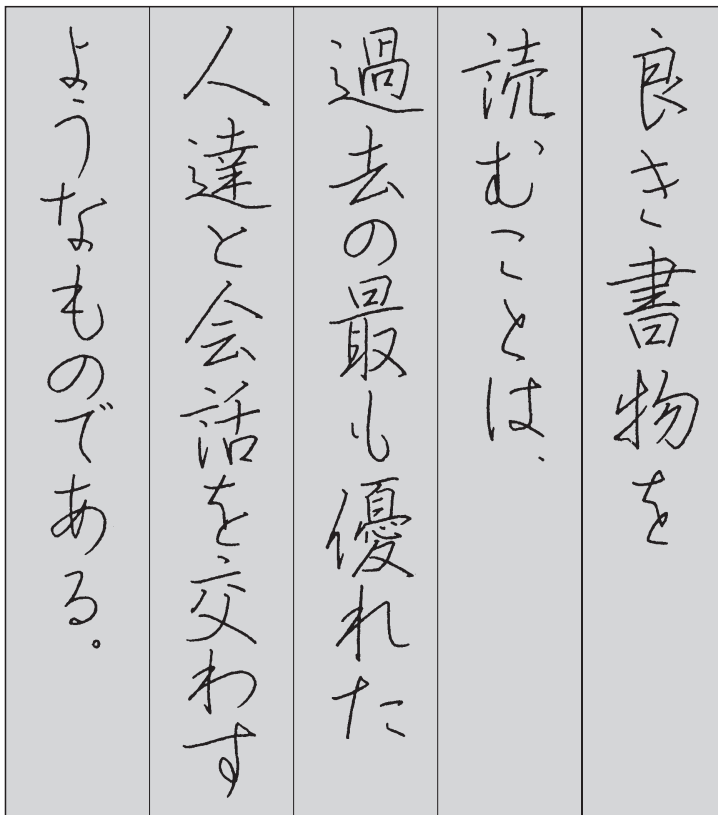 良き書物を
読むことは、
過去の最も優れた
人達と会話を交わす
ようなものである。